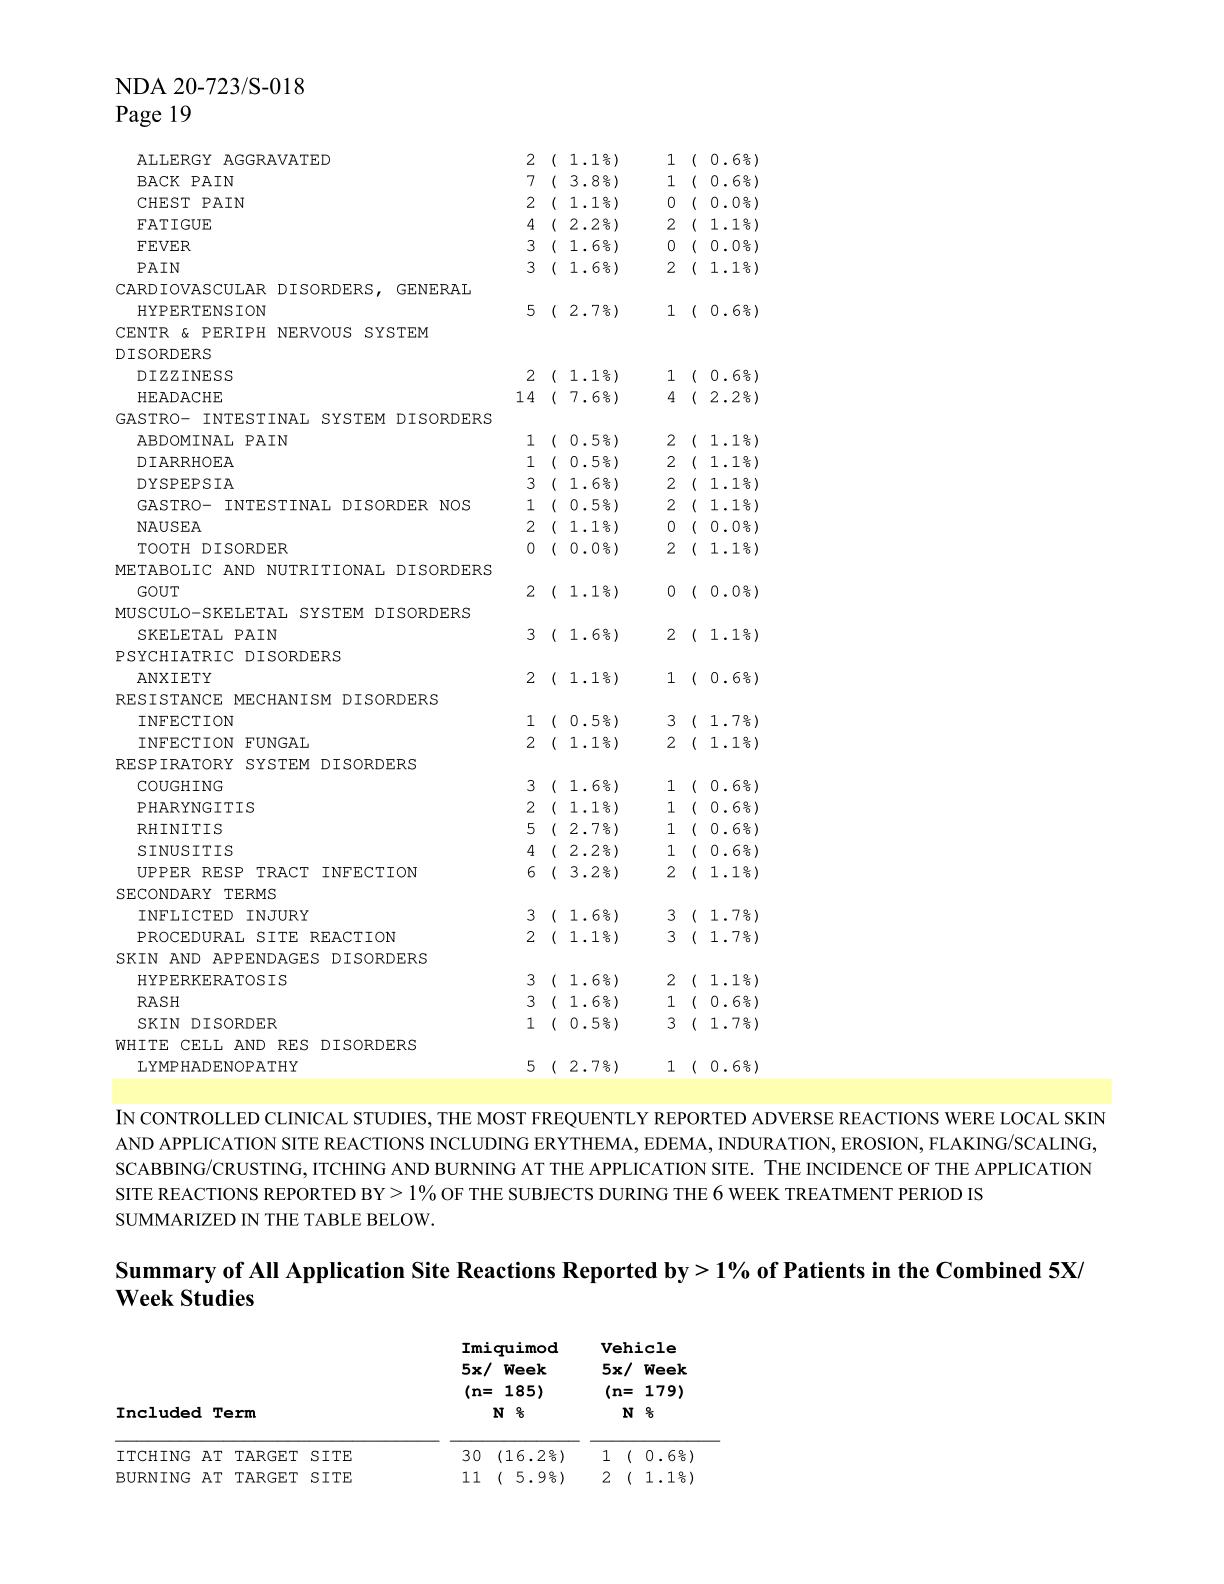 NDA 20-723/S-018
Page 19
ALLERGY AGGRAVATED 2 ( 1.1%) 1 ( 0.6%)
BACK PAIN 7 ( 3.8%) 1 ( 0.6%)
CHEST PAIN 2 ( 1.1%) 0 ( 0.0%)
FATIGUE 4 ( 2.2%) 2 ( 1.1%)
FEVER 3 ( 1.6%) 0 ( 0.0%)
PAIN 3 ( 1.6%) 2 ( 1.1%)
CARDIOVASCULAR DISORDERS, GENERAL
HYPERTENSION 5 ( 2.7%) 1 ( 0.6%)
CENTR & PERIPH NERVOUS SYSTEM
DISORDERS
DIZZINESS 2 ( 1.1%) 1 ( 0.6%)
HEADACHE 14 ( 7.6%) 4 ( 2.2%)
GASTRO- INTESTINAL SYSTEM DISORDERS
ABDOMINAL PAIN 1 ( 0.5%) 2 ( 1.1%)
DIARRHOEA 1 ( 0.5%) 2 ( 1.1%)
DYSPEPSIA 3 ( 1.6%) 2 ( 1.1%)
GASTRO- INTESTINAL DISORDER NOS 1 ( 0.5%) 2 ( 1.1%)
NAUSEA 2 ( 1.1%) 0 ( 0.0%)
TOOTH DISORDER 0 ( 0.0%) 2 ( 1.1%)
METABOLIC AND NUTRITIONAL DISORDERS
GOUT 2 ( 1.1%) 0 ( 0.0%)
MUSCULO-SKELETAL SYSTEM DISORDERS
SKELETAL PAIN 3 ( 1.6%) 2 ( 1.1%)
PSYCHIATRIC DISORDERS
ANXIETY 2 ( 1.1%) 1 ( 0.6%)
RESISTANCE MECHANISM DISORDERS
INFECTION 1 ( 0.5%) 3 ( 1.7%)
INFECTION FUNGAL 2 ( 1.1%) 2 ( 1.1%)
RESPIRATORY SYSTEM DISORDERS
COUGHING 3 ( 1.6%) 1 ( 0.6%)
PHARYNGITIS 2 ( 1.1%) 1 ( 0.6%)
RHINITIS 5 ( 2.7%) 1 ( 0.6%)
SINUSITIS 4 ( 2.2%) 1 ( 0.6%)
UPPER RESP TRACT INFECTION 6 ( 3.2%) 2 ( 1.1%)
SECONDARY TERMS
INFLICTED INJURY 3 ( 1.6%) 3 ( 1.7%)
PROCEDURAL SITE REACTION 2 ( 1.1%) 3 ( 1.7%)
SKIN AND APPENDAGES DISORDERS
HYPERKERATOSIS 3 ( 1.6%) 2 ( 1.1%)
RASH 3 ( 1.6%) 1 ( 0.6%)
SKIN DISORDER 1 ( 0.5%) 3 ( 1.7%)
WHITE CELL AND RES DISORDERS
LYMPHADENOPATHY 5 ( 2.7%) 1 ( 0.6%)
IN CONTROLLED CLINICAL STUDIES, THE MOST FREQUENTLY REPORTED ADVERSE REACTIONS WERE LOCAL SKIN
AND APPLICATION SITE REACTIONS INCLUDING ERYTHEMA, EDEMA, INDURATION, EROSION, FLAKING/SCALING,
SCABBING/CRUSTING, ITCHING AND BURNING AT THE APPLICATION SITE. THE INCIDENCE OF THE APPLICATION
SITE REACTIONS REPORTED BY > 1% OF THE SUBJECTS DURING THE 6 WEEK TREATMENT PERIOD IS
SUMMARIZED IN THE TABLE BELOW.
Summary of All Application Site Reactions Reported by > 1% of Patients in the Combined 5X/
Week Studies
Imiquimod Vehicle
5x/ Week 5x/ Week
(n= 185) (n= 179)
Included Term N % N %
ITCHING AT TARGET SITE 30 (16.2%) 1 ( 0.6%)
BURNING AT TARGET SITE 11 ( 5.9%) 2 ( 1.1%)